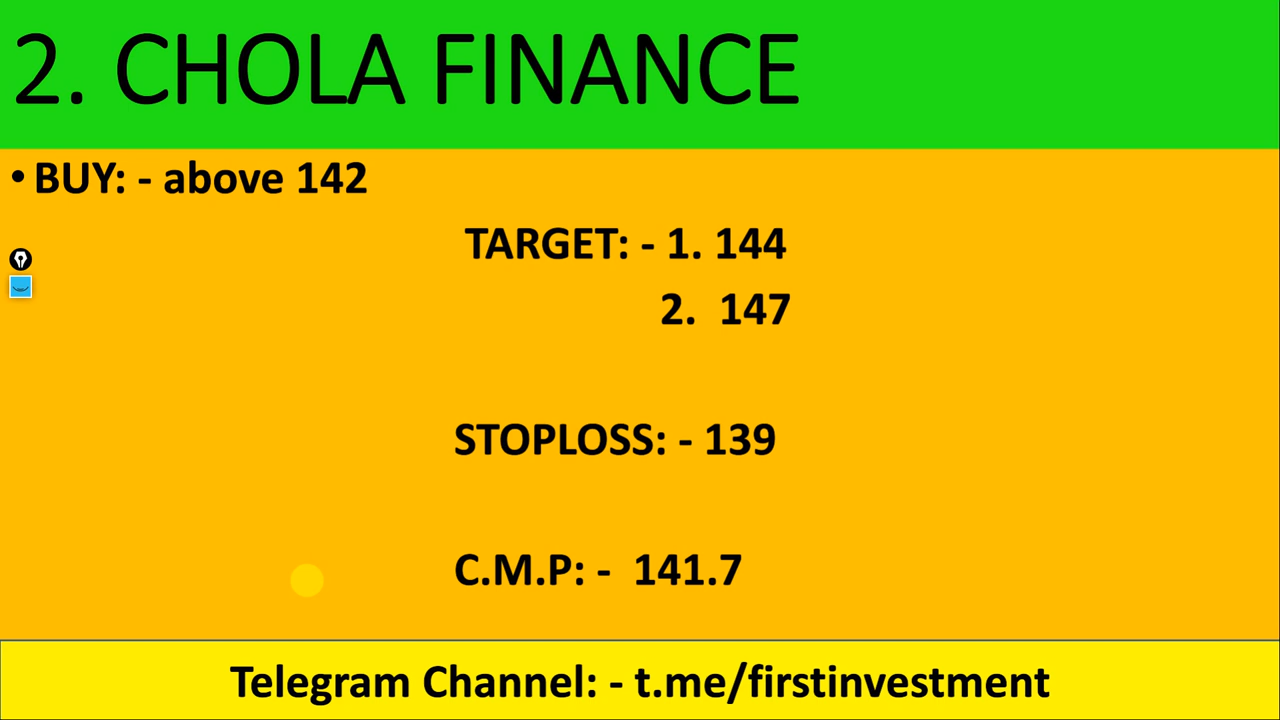 2. CHOLA FINANCE
• BUY: - above 142
TARGET: - 1. 144
2. 147
STOPLOSS: - 139
C.M.P: - 141.7
Telegram Channel: - t.me/firstinvestment